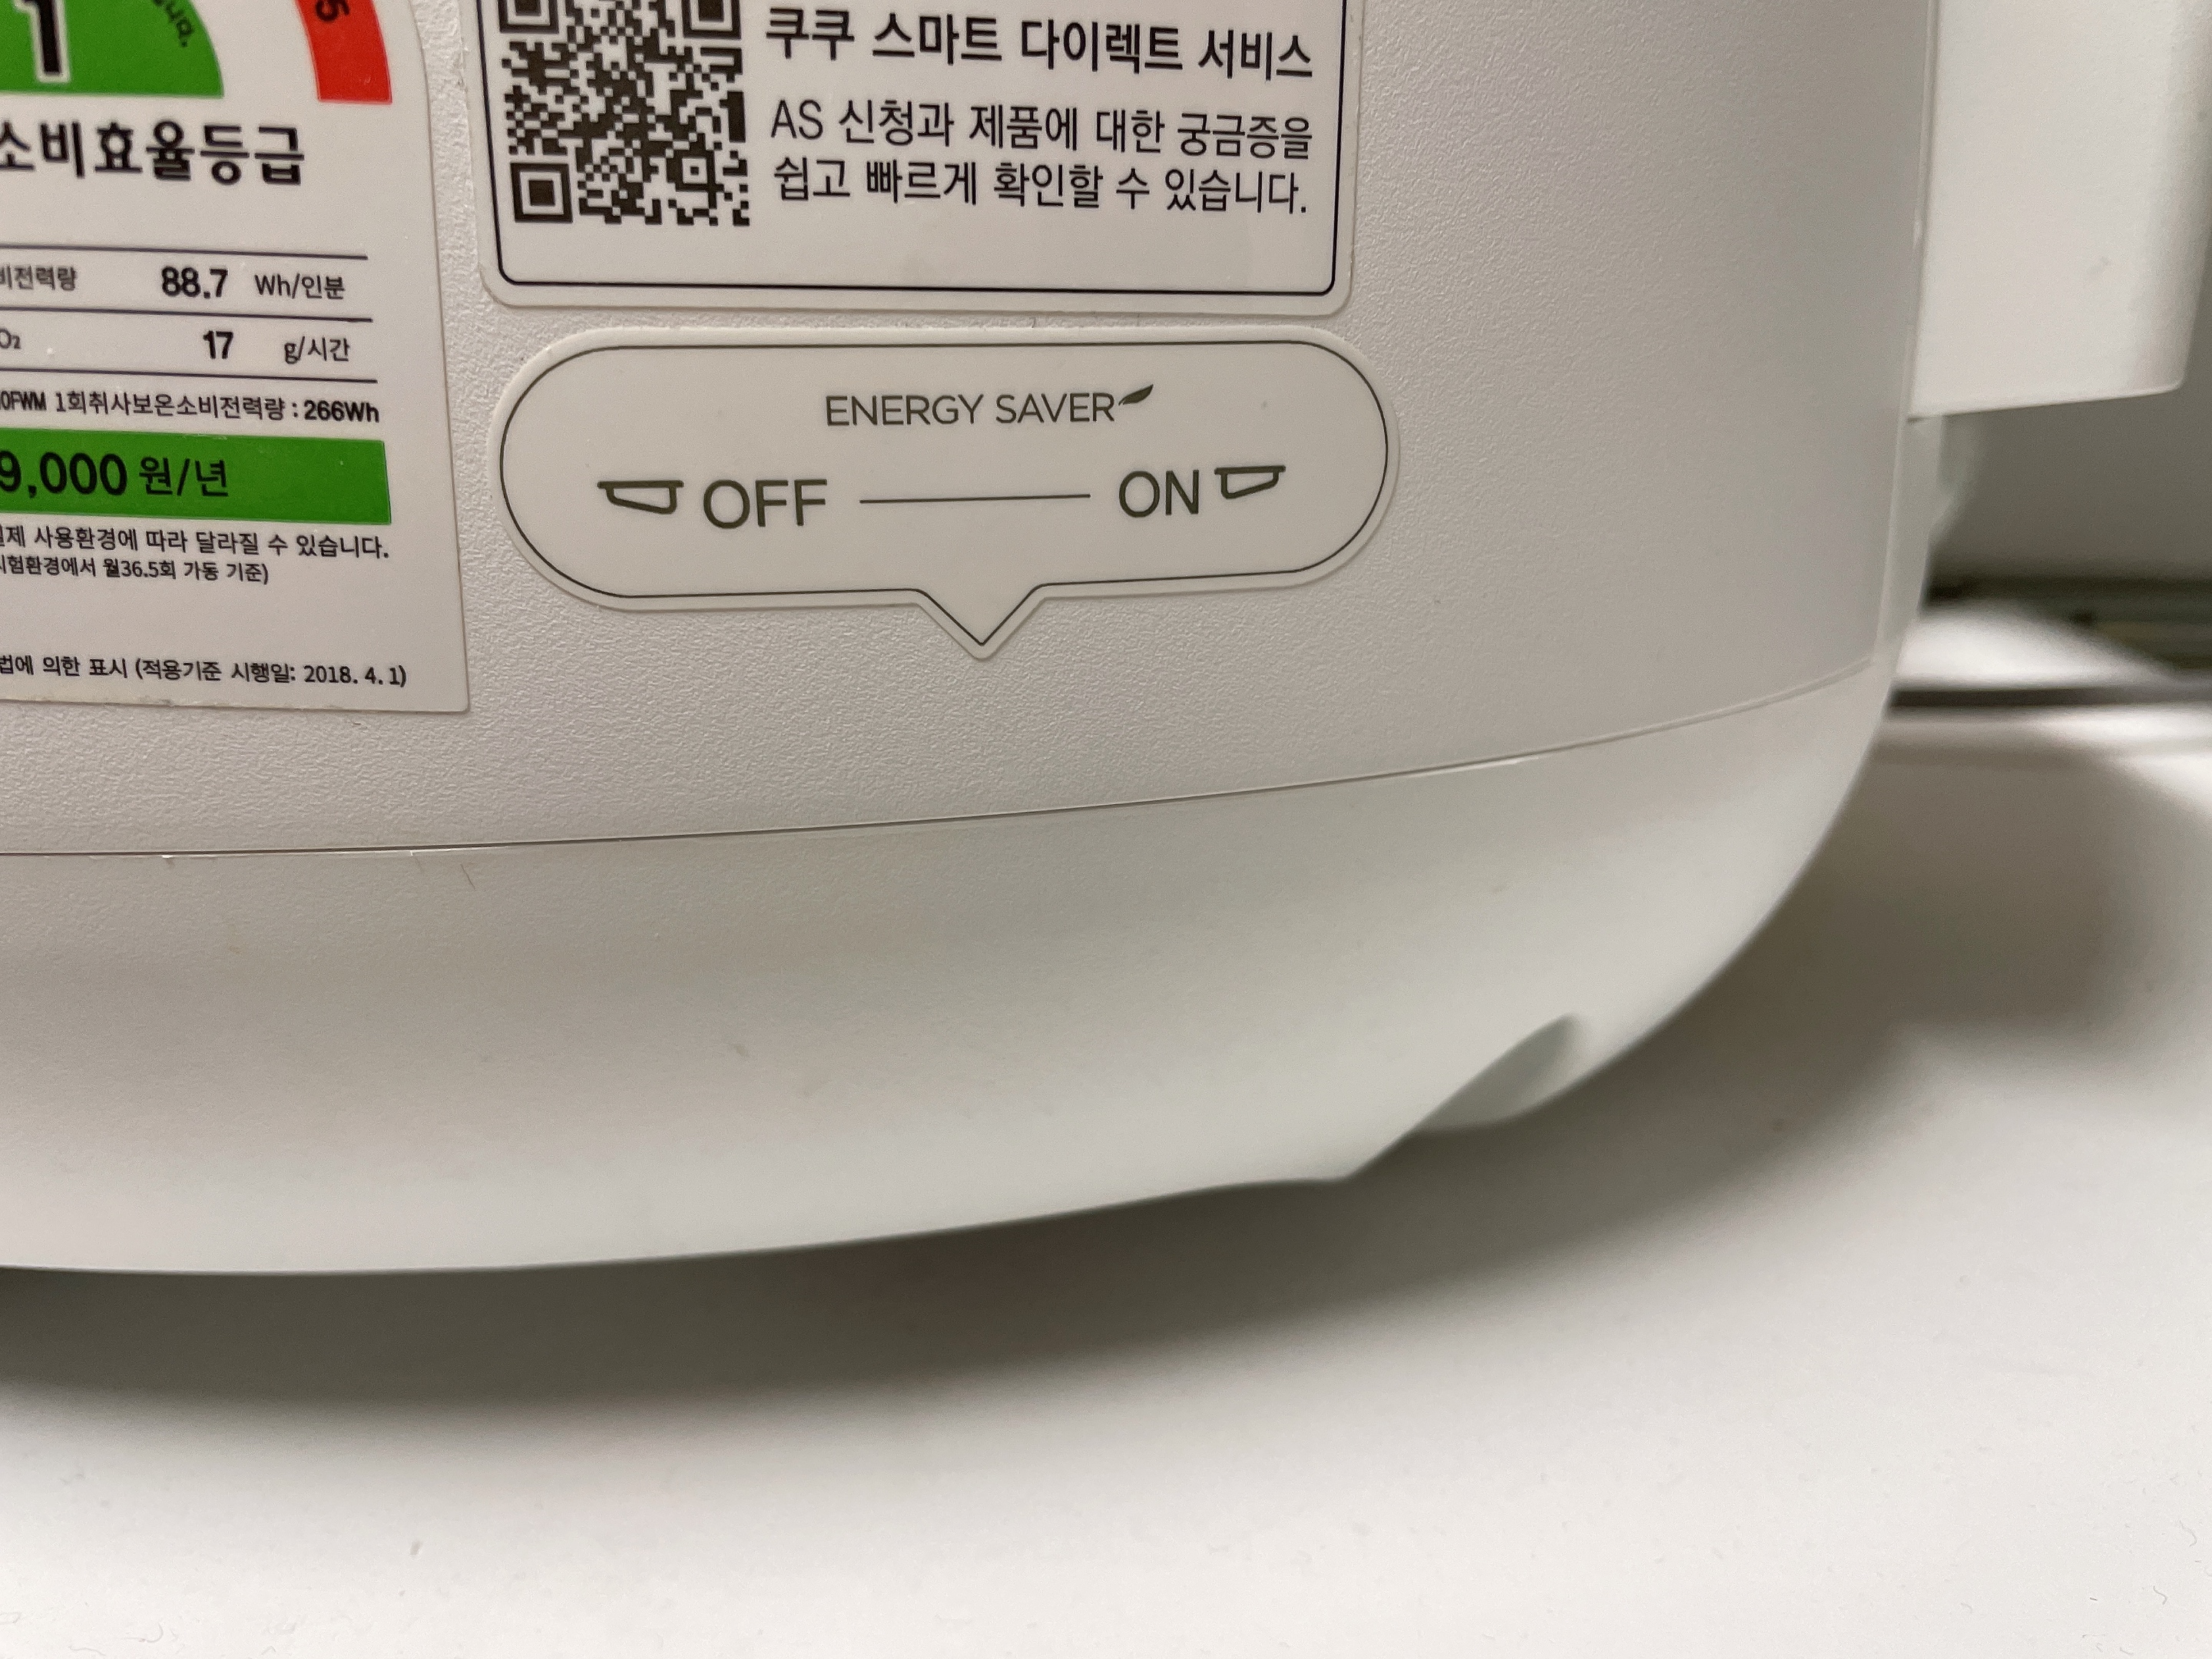 1
5
소비효율등급
비전력량 88.7 Wh/인분
O₂ 17 g/시간
0FWM 1회취사보온소비전력량 : 266Wh
9,000 원/년
실제 사용환경에 따라 달라질 수 있습니다.
시험환경에서 월36.5회 가동 기준)
법에 의한 표시 (적용기준 시행일: 2018. 4. 1)
쿠쿠 스마트 다이렉트 서비스
AS 신청과 제품에 대한 궁금증을
쉽고 빠르게 확인할 수 있습니다.
ENERGY SAVER
OFF ON